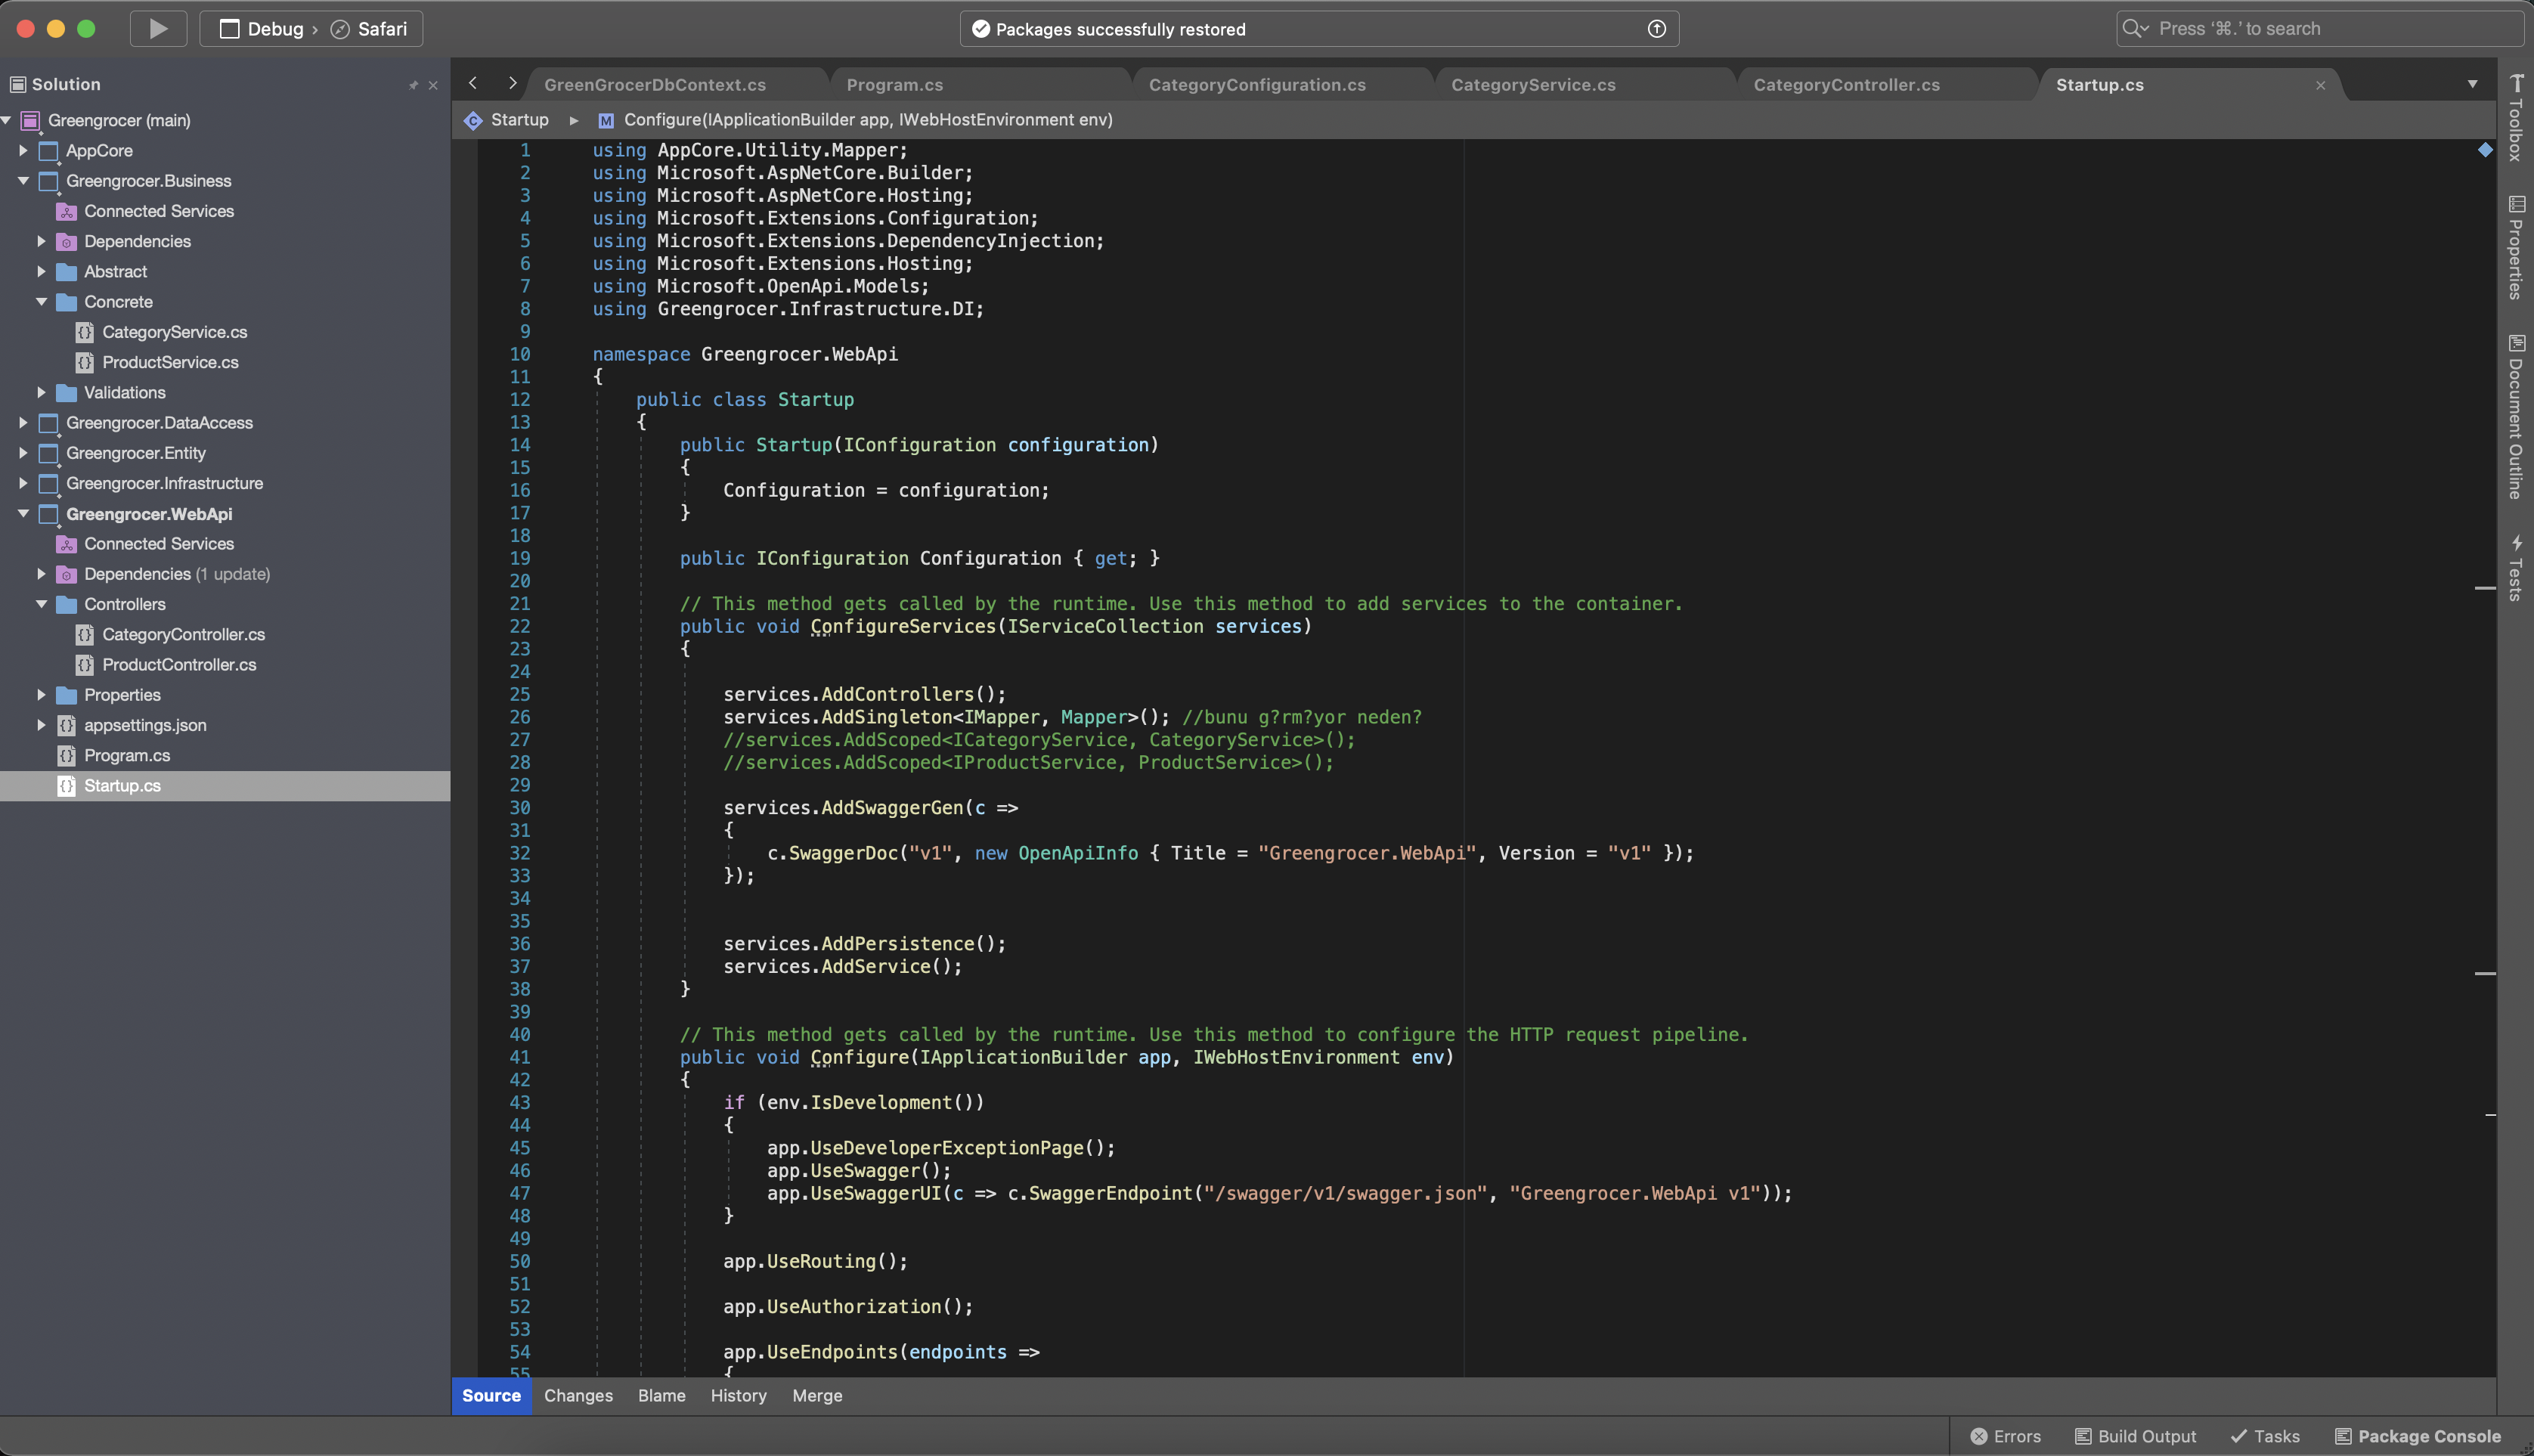 Debug › Safari
Packages successfully restored
Press ‘⌘.’ to search
Solution
Greengrocer (main)
AppCore
Greengrocer.Business
Connected Services
Dependencies
Abstract
Concrete
CategoryService.cs
ProductService.cs
Validations
Greengrocer.DataAccess
Greengrocer.Entity
Greengrocer.Infrastructure
Greengrocer.WebApi
Connected Services
Dependencies (1 update)
Controllers
CategoryController.cs
ProductController.cs
Properties
appsettings.json
Program.cs
Startup.cs
GreenGrocerDbContext.cs Program.cs CategoryConfiguration.cs CategoryService.cs CategoryController.cs Startup.cs
Startup ▸ M Configure(IApplicationBuilder app, IWebHostEnvironment env)
1 using AppCore.Utility.Mapper;
2 using Microsoft.AspNetCore.Builder;
3 using Microsoft.AspNetCore.Hosting;
4 using Microsoft.Extensions.Configuration;
5 using Microsoft.Extensions.DependencyInjection;
6 using Microsoft.Extensions.Hosting;
7 using Microsoft.OpenApi.Models;
8 using Greengrocer.Infrastructure.DI;
9
10 namespace Greengrocer.WebApi
11 {
12 public class Startup
13 {
14 public Startup(IConfiguration configuration)
15 {
16 Configuration = configuration;
17 }
18
19 public IConfiguration Configuration { get; }
20
21 // This method gets called by the runtime. Use this method to add services to the container.
22 public void ConfigureServices(IServiceCollection services)
23 {
24
25 services.AddControllers();
26 services.AddSingleton<IMapper, Mapper>(); //bunu g?rm?yor neden?
27 //services.AddScoped<ICategoryService, CategoryService>();
28 //services.AddScoped<IProductService, ProductService>();
29
30 services.AddSwaggerGen(c =>
31 {
32 c.SwaggerDoc("v1", new OpenApiInfo { Title = "Greengrocer.WebApi", Version = "v1" });
33 });
34
35
36 services.AddPersistence();
37 services.AddService();
38 }
39
40 // This method gets called by the runtime. Use this method to configure the HTTP request pipeline.
41 public void Configure(IApplicationBuilder app, IWebHostEnvironment env)
42 {
43 if (env.IsDevelopment())
44 {
45 app.UseDeveloperExceptionPage();
46 app.UseSwagger();
47 app.UseSwaggerUI(c => c.SwaggerEndpoint("/swagger/v1/swagger.json", "Greengrocer.WebApi v1"));
48 }
49
50 app.UseRouting();
51
52 app.UseAuthorization();
53
54 app.UseEndpoints(endpoints =>
55 {
Source Changes Blame History Merge
Toolbox
Properties
Document Outline
Tests
Errors Build Output Tasks Package Console